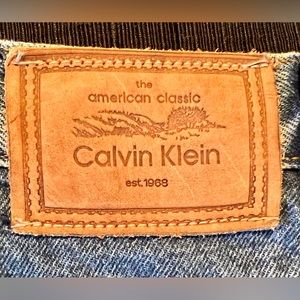 the
american classic
Calvin Klein
est.1968